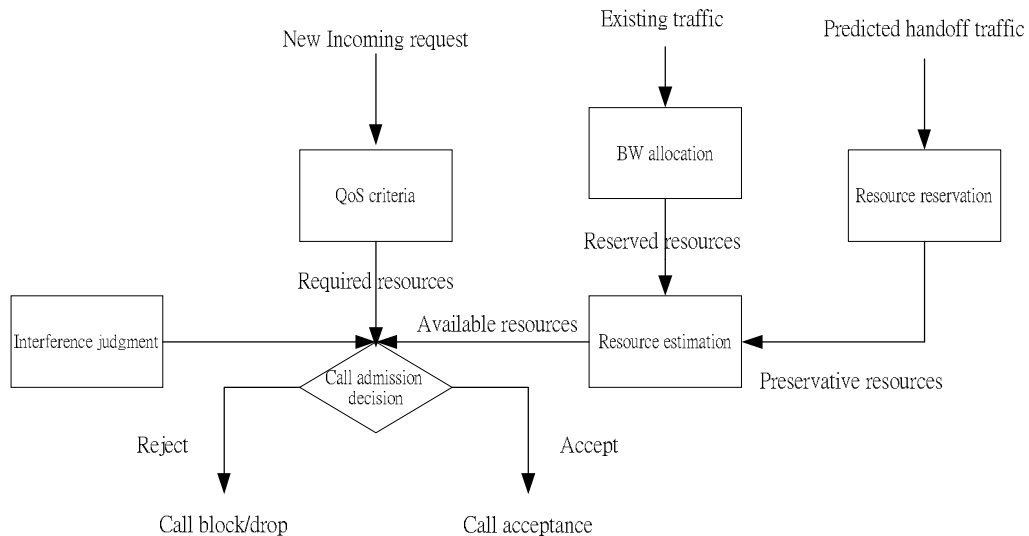 New Incoming request
Existing traffic
Predicted handoff traffic
QoS criteria
BW allocation
Resource reservation
Required resources
Reserved resources
Interference judgment
Available resources
Resource estimation
Preservative resources
Call admission
decision
Reject
Accept
Call block/drop
Call acceptance